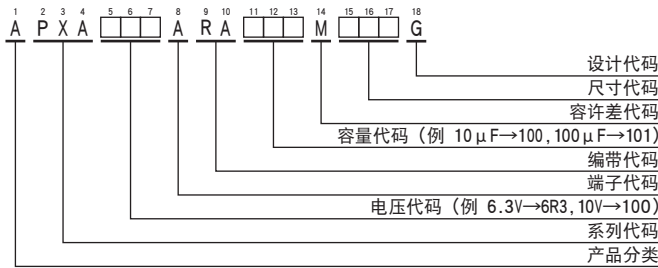 1 2 3 4 5 6 7 8 9 10 11 12 13 14 15 16 17 18
A P X A A R A M G
设计代码
尺寸代码
容许差代码
容量代码 (例 10μF→100,100μF→101)
编带代码
端子代码
电压代码 (例 6.3V→6R3,10V→100)
系列代码
产品分类